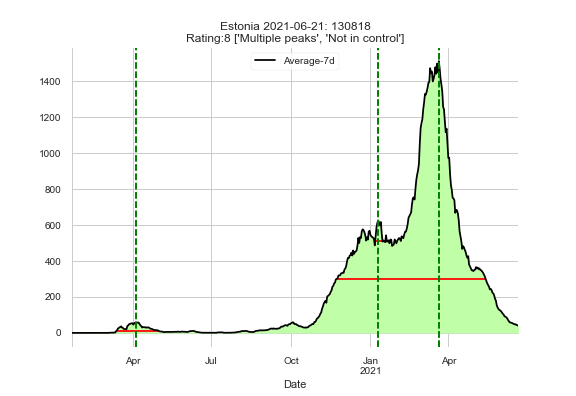 Estonia 2021-06-21: 130818
Rating:8 ['Multiple peaks', 'Not in control']
Average-7d
1400
1200
1000
800
600
400
200
0
Apr
Jul
Oct
Jan
2021
Apr
Date